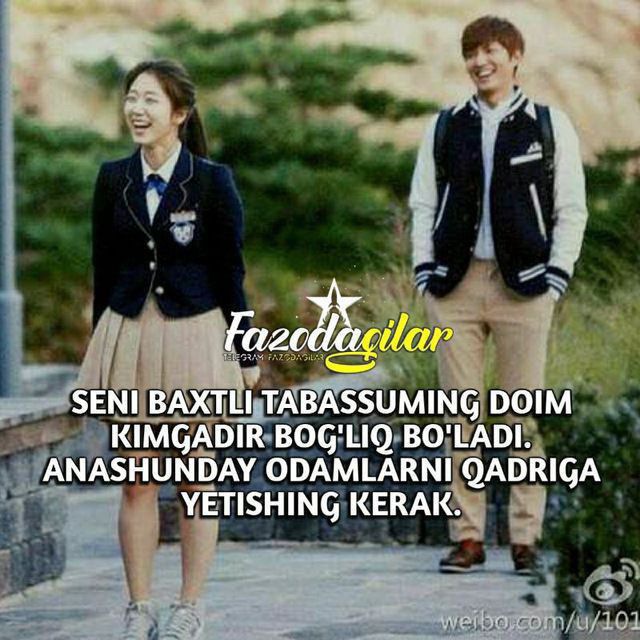 Fazodagilar
TELEGRAM FAZODAGILAR
SENI BAXTLI TABASSUMING DOIM
KIMGADIR BOG'LIQ BO'LADI.
ANASHUNDAY ODAMLARNI QADRIGA
YETISHING KERAK.
weibo.com/u/101